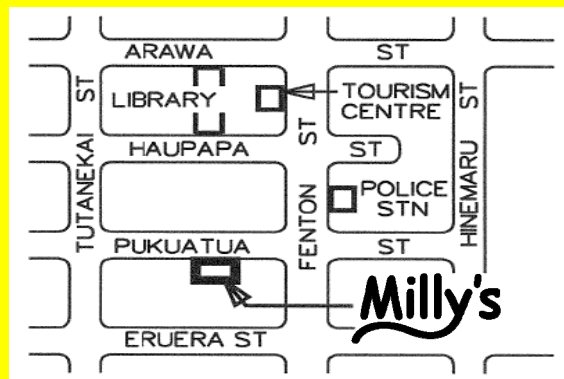 ARAWA ST
TUTANEKAI ST
LIBRARY
TOURISM
CENTRE
HAUPAPA ST
FENTON ST
HINEMARU ST
POLICE
STN
PUKUATUA ST
Milly's
ERUERA ST